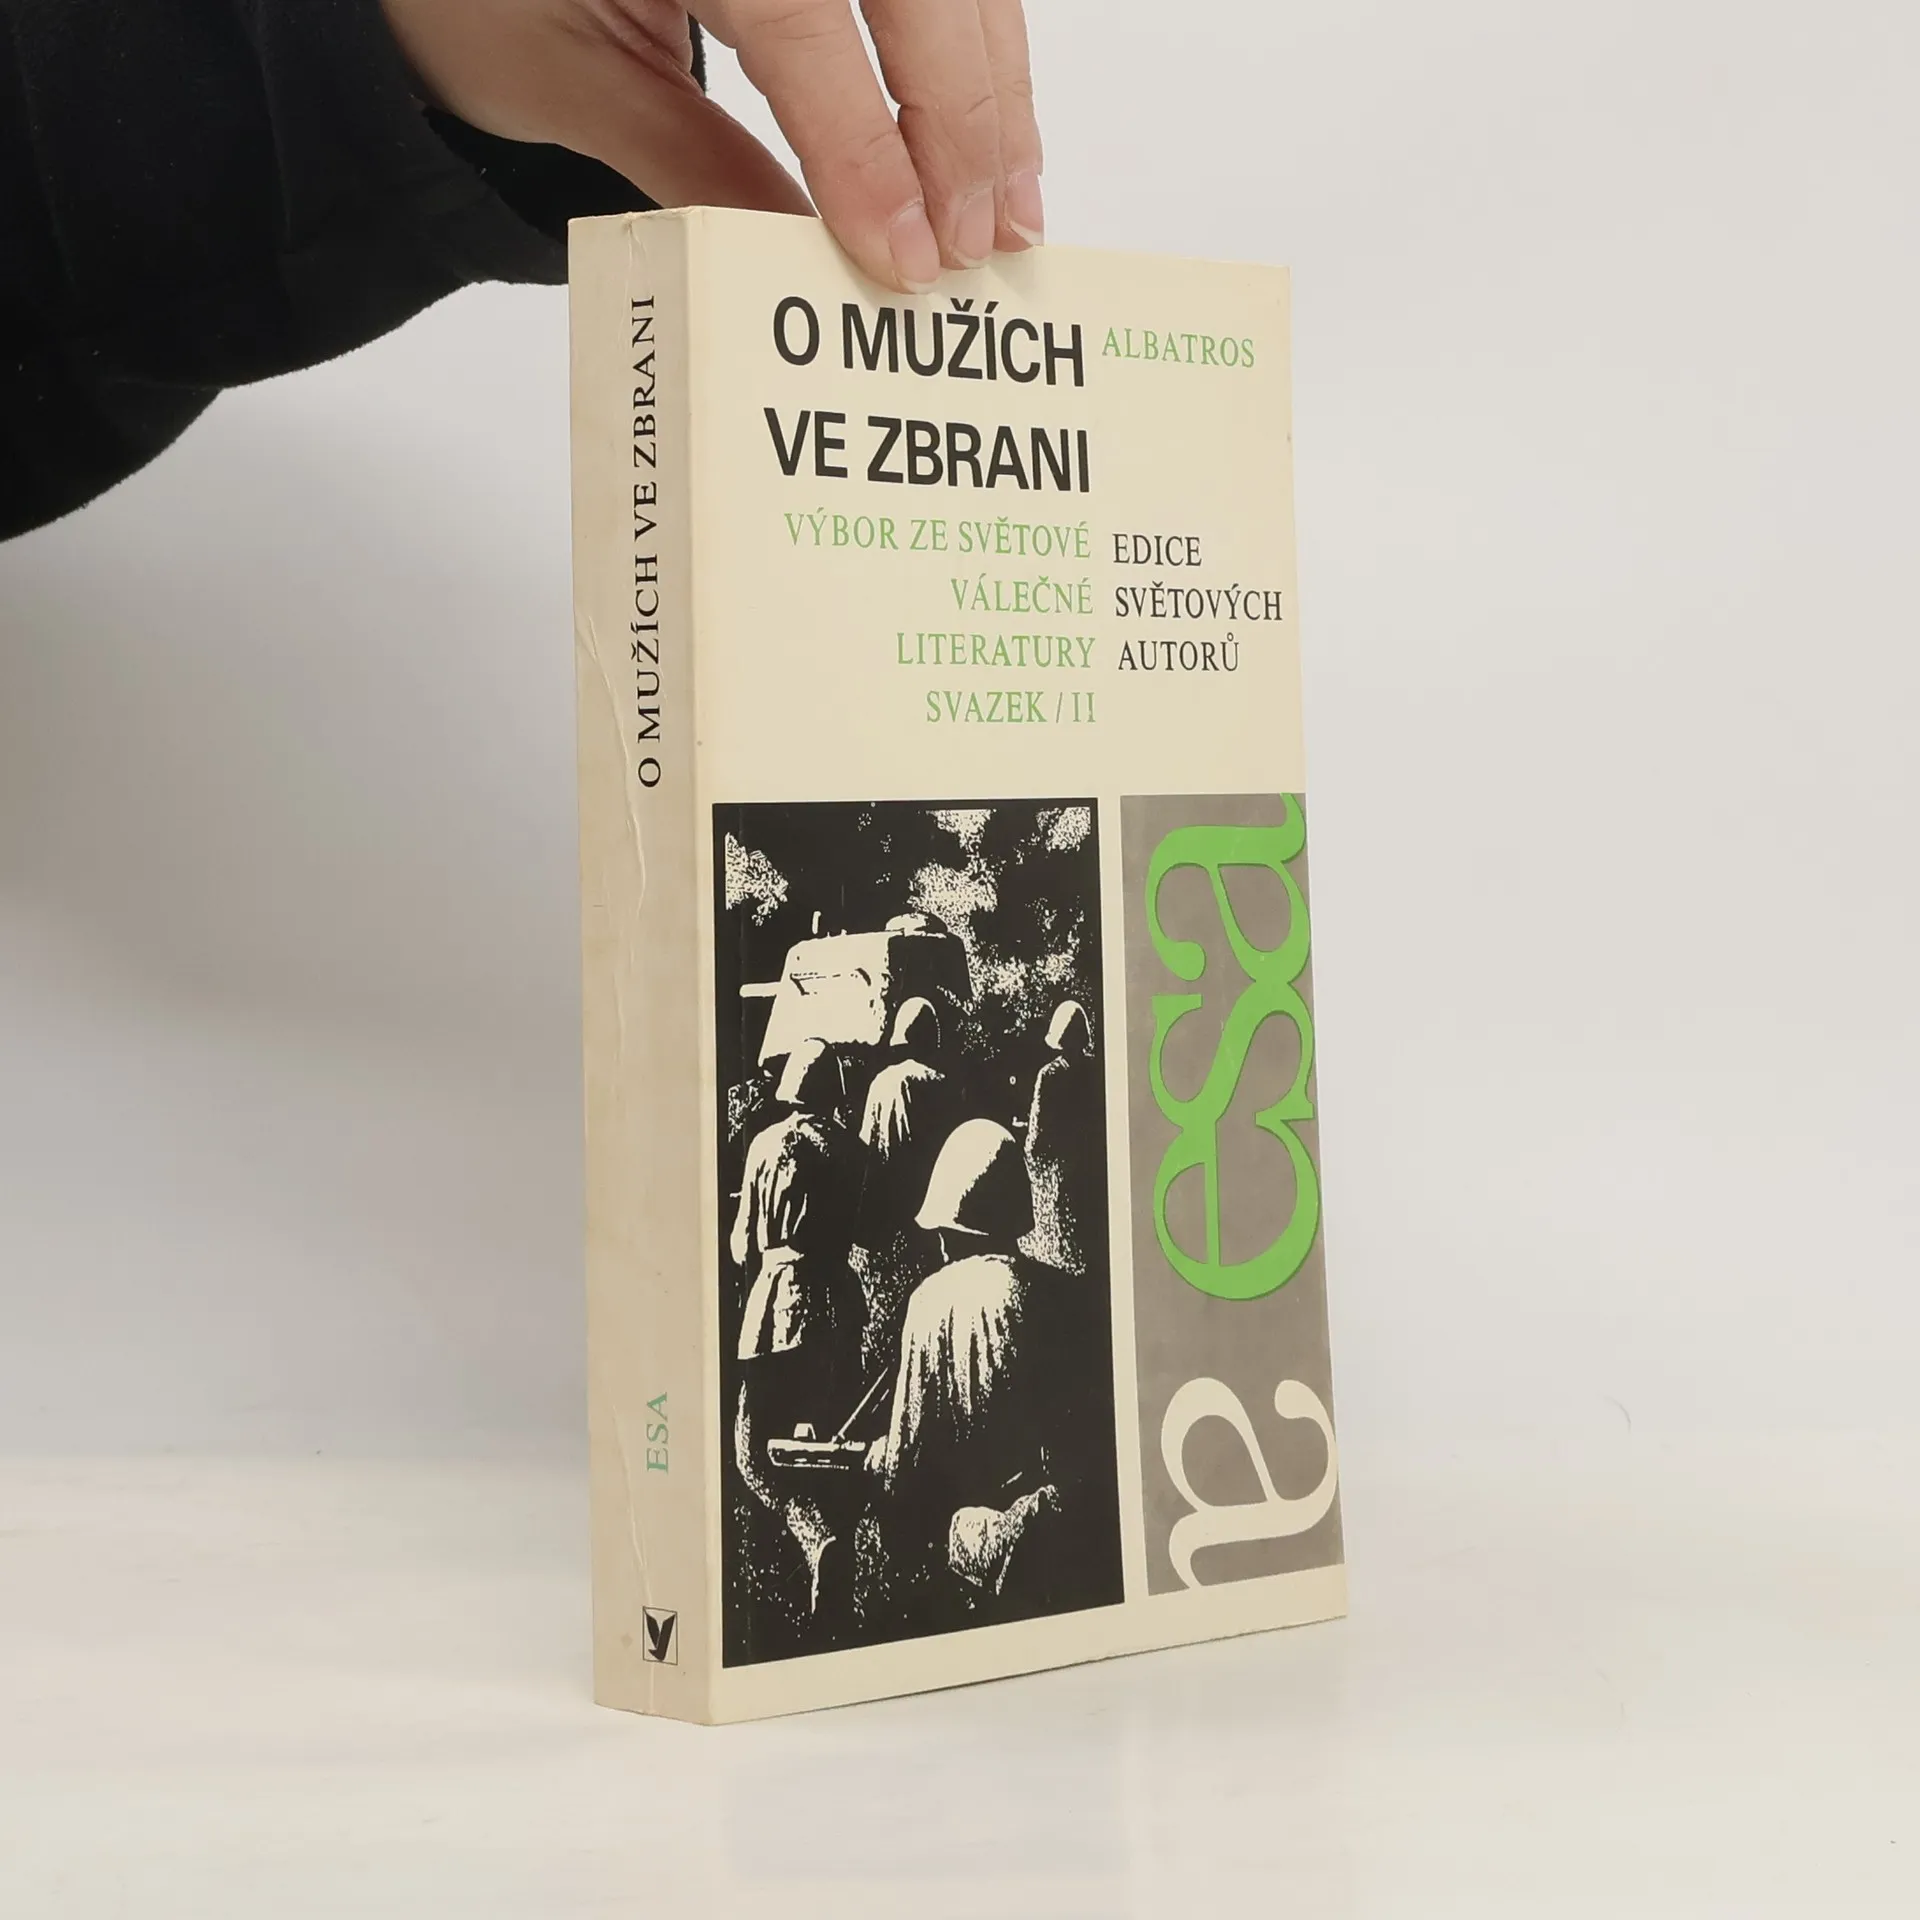 O MUŽÍCH VE ZBRANI
ESA
O MUŽÍCH
VE ZBRANI
ALBATROS
VÝBOR ZE SVĚTOVÉ
VÁLEČNÉ
LITERATURY
SVAZEK / II
EDICE
SVĚTOVÝCH
AUTORŮ
esa